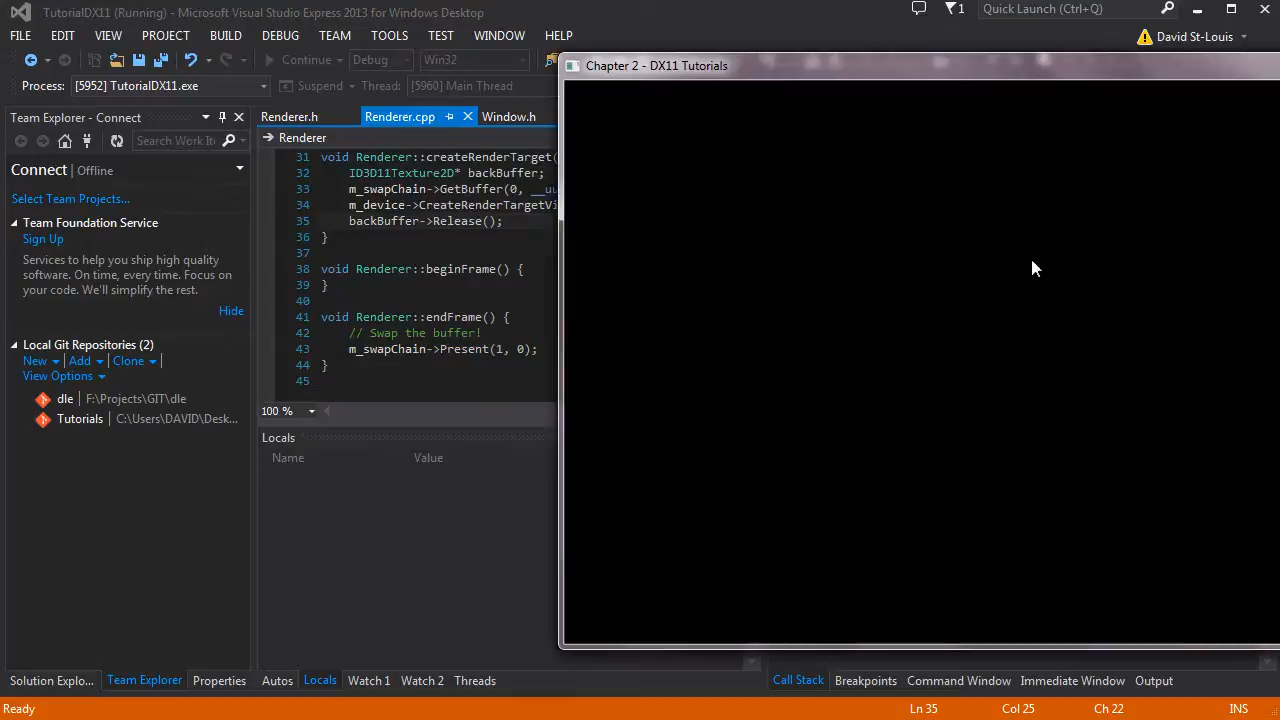 TutorialDX11 (Running) - Microsoft Visual Studio Express 2013 for Windows Desktop
1
Quick Launch (Ctrl+Q)
FILE EDIT VIEW PROJECT BUILD DEBUG TEAM TOOLS TEST WINDOW HELP
David St-Louis
Continue Debug Win32
Process: [5952] TutorialDX11.exe Suspend Thread: [5960] Main Thread
Chapter 2 - DX11 Tutorials
Team Explorer - Connect
Search Work Ite
Connect | Offline
Select Team Projects...
Team Foundation Service
Sign Up
Services to help you ship high quality
software. On time, every time. Focus on
your code. We'll simplify the rest.
Hide
Local Git Repositories (2)
New | Add | Clone |
View Options
dle | F:\Projects\GIT\dle
Tutorials | C:\Users\DAVID\Desk...
Renderer.h Renderer.cpp Window.h
Renderer
31 void Renderer::createRenderTarget(
32 ID3D11Texture2D* backBuffer;
33 m_swapChain->GetBuffer(0, __uu
34 m_device->CreateRenderTargetVi
35 backBuffer->Release();
36 }
37
38 void Renderer::beginFrame() {
39 }
40
41 void Renderer::endFrame() {
42 // Swap the buffer!
43 m_swapChain->Present(1, 0);
44 }
45
100 %
Locals
Name Value
Solution Explo... Team Explorer Properties Autos Locals Watch 1 Watch 2 Threads
Call Stack Breakpoints Command Window Immediate Window Output
Ready Ln 35 Col 25 Ch 22 INS